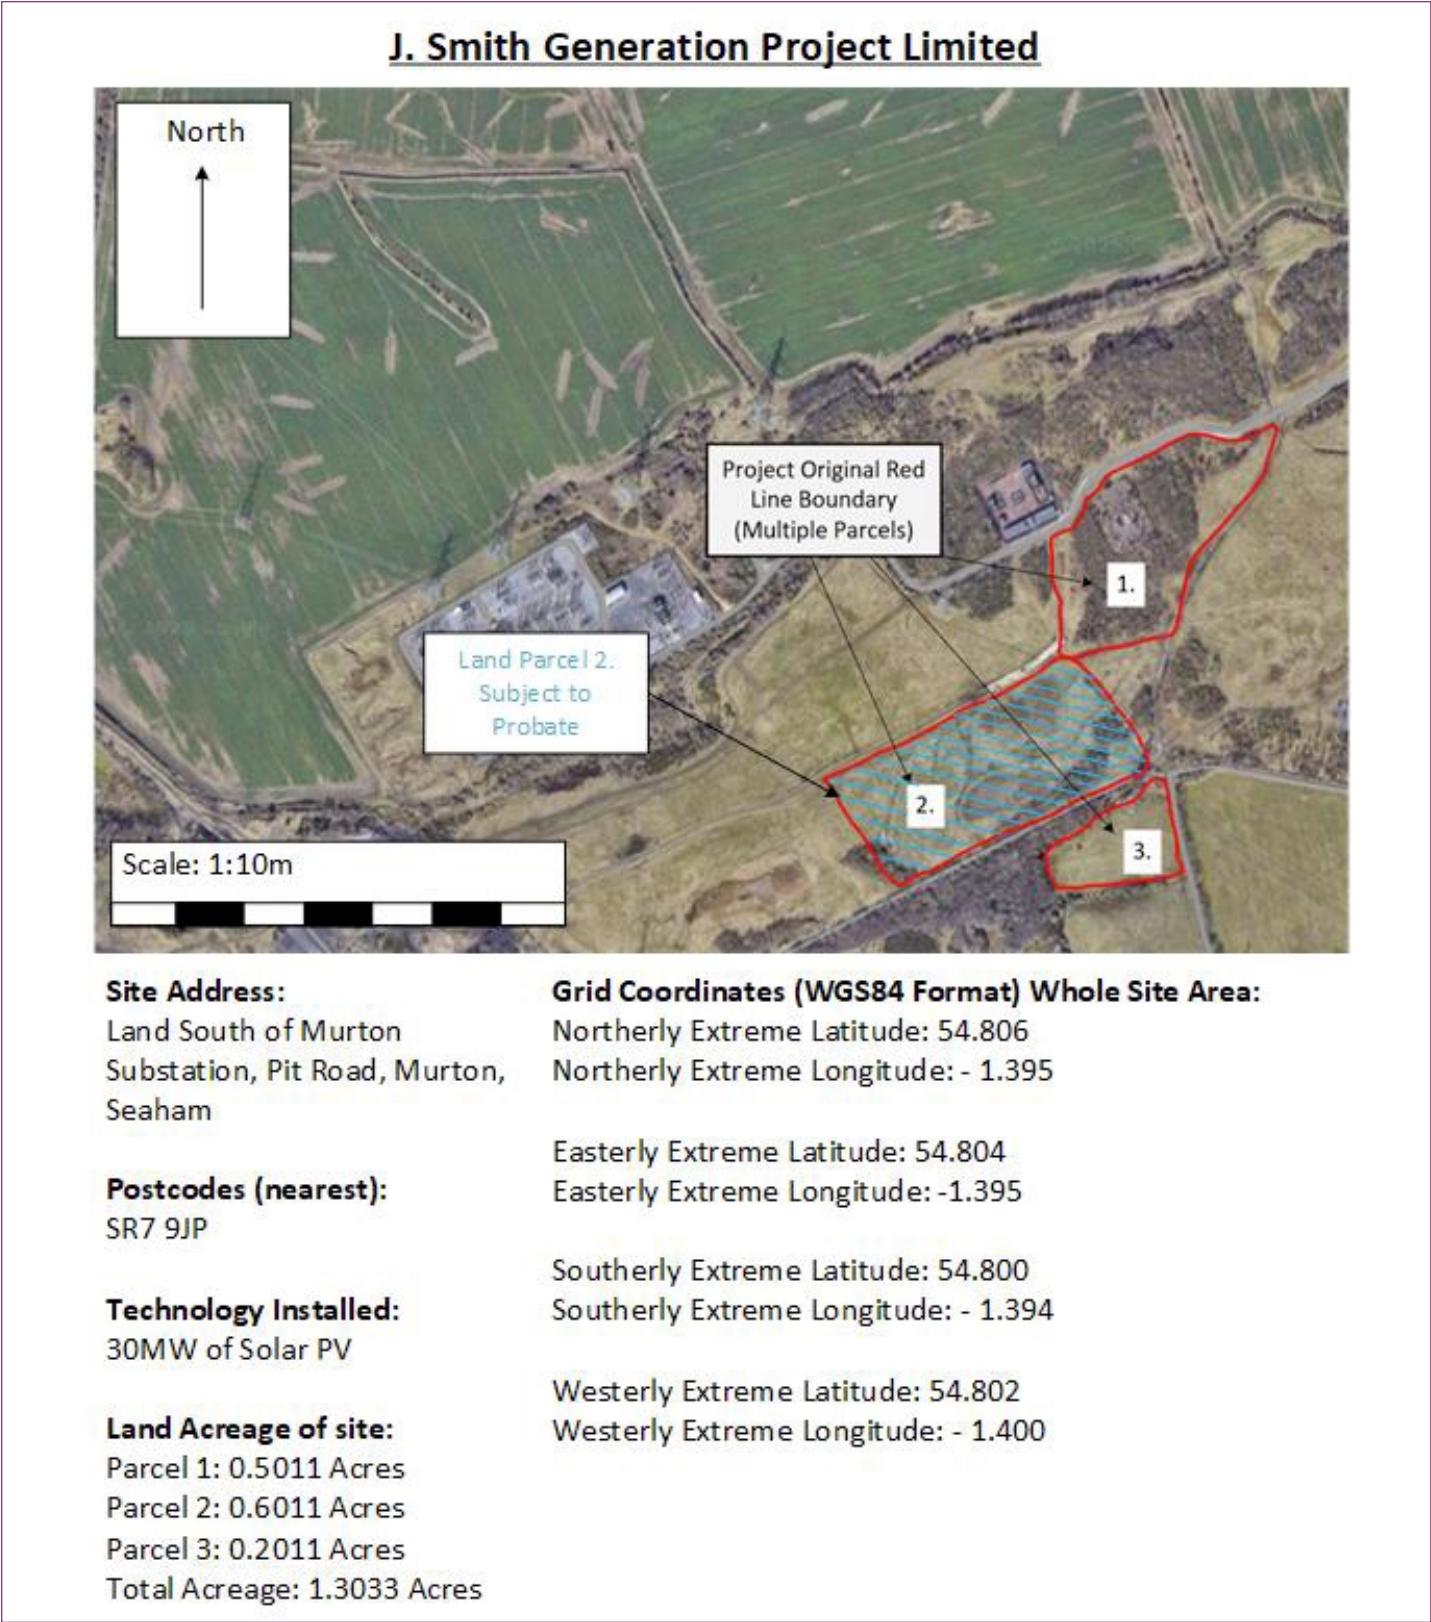 J. Smith Generation Project Limited
North
Project Original Red
Line Boundary
(Multiple Parcels)
1.
Land Parcel 2.
Subject to
Probate
2.
3.
Scale: 1:10m
Site Address:
Land South of Murton
Substation, Pit Road, Murton,
Seaham
Postcodes (nearest):
SR7 9JP
Technology Installed:
30MW of Solar PV
Land Acreage of site:
Parcel 1: 0.5011 Acres
Parcel 2: 0.6011 Acres
Parcel 3: 0.2011 Acres
Total Acreage: 1.3033 Acres
Grid Coordinates (WGS84 Format) Whole Site Area:
Northerly Extreme Latitude: 54.806
Northerly Extreme Longitude: - 1.395
Easterly Extreme Latitude: 54.804
Easterly Extreme Longitude: -1.395
Southerly Extreme Latitude: 54.800
Southerly Extreme Longitude: - 1.394
Westerly Extreme Latitude: 54.802
Westerly Extreme Longitude: - 1.400